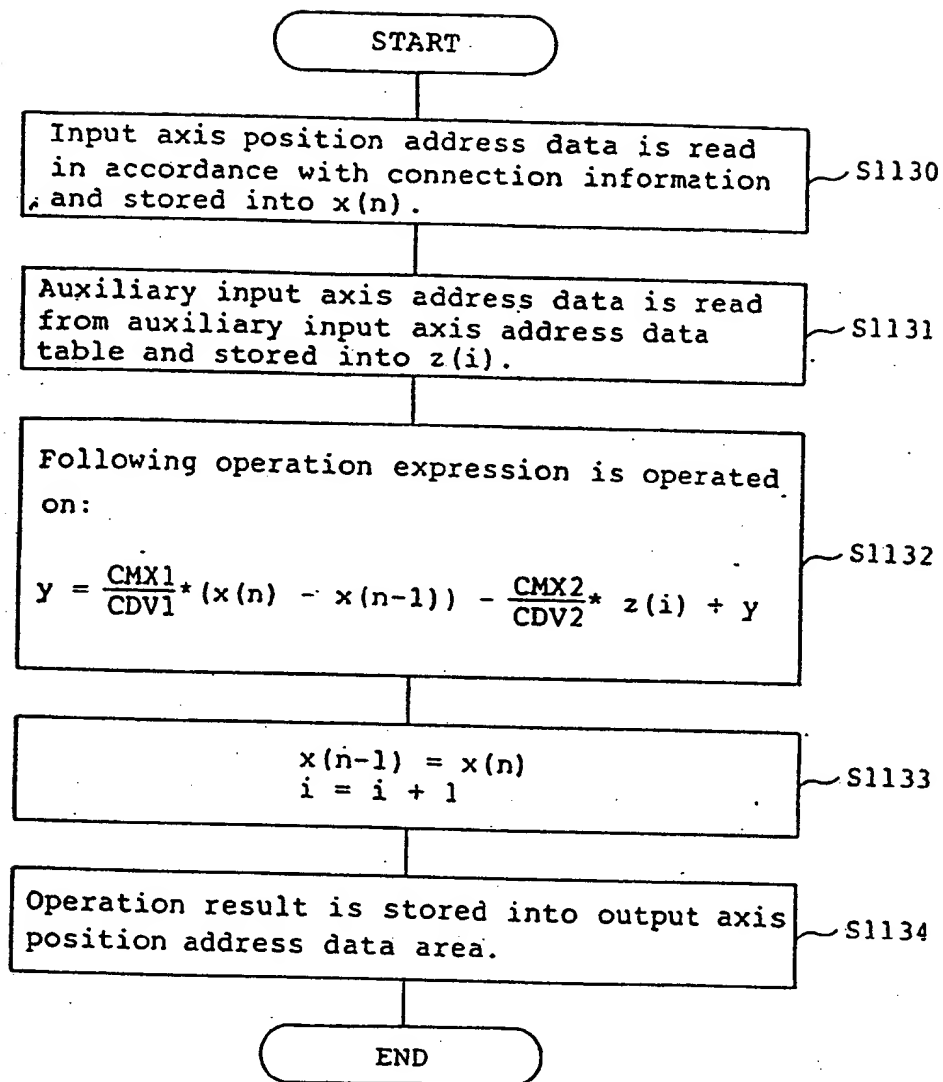 START
Input axis position address data is read
in accordance with connection information
and stored into x(n).
S1130
Auxiliary input axis address data is read
from auxiliary input axis address data
table and stored into z(i).
S1131
Following operation expression is operated
on:
y = CMX1/CDV1 * (x(n) - x(n-1)) - CMX2/CDV2 * z(i) + y
S1132
x(n-1) = x(n)
i = i + 1
S1133
Operation result is stored into output axis
position address data area.
S1134
END